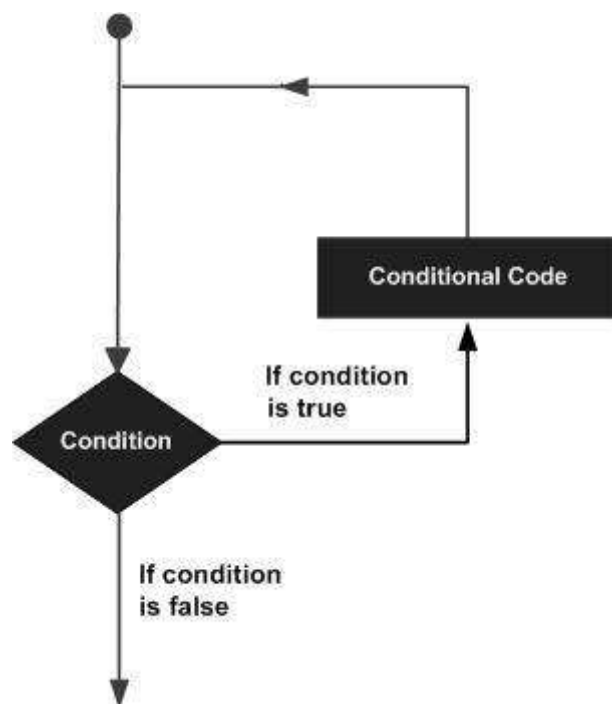 Conditional Code
If condition
is true
Condition
If condition
is false